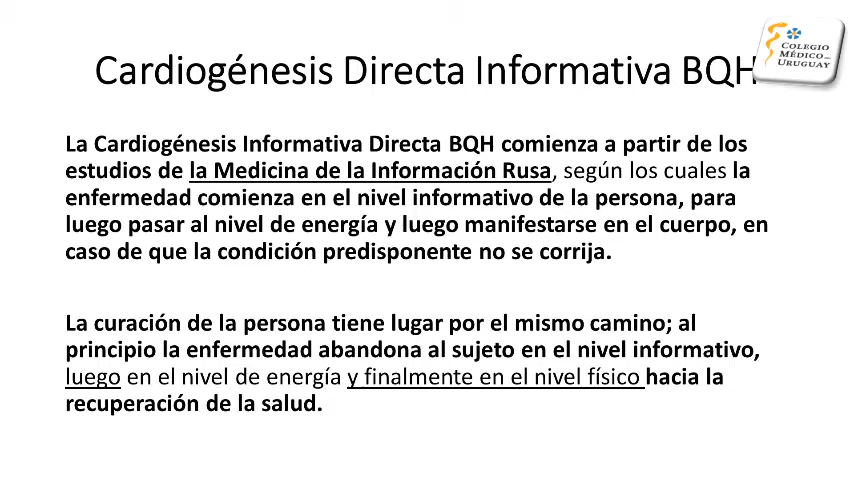 Cardiogénesis Directa Informativa BQH
COLEGIO
MÉDICO
URUGUAY
La Cardiogénesis Informativa Directa BQH comienza a partir de los
estudios de la Medicina de la Información Rusa, según los cuales la
enfermedad comienza en el nivel informativo de la persona, para
luego pasar al nivel de energía y luego manifestarse en el cuerpo, en
caso de que la condición predisponente no se corrija.
La curación de la persona tiene lugar por el mismo camino; al
principio la enfermedad abandona al sujeto en el nivel informativo,
luego en el nivel de energía y finalmente en el nivel físico hacia la
recuperación de la salud.